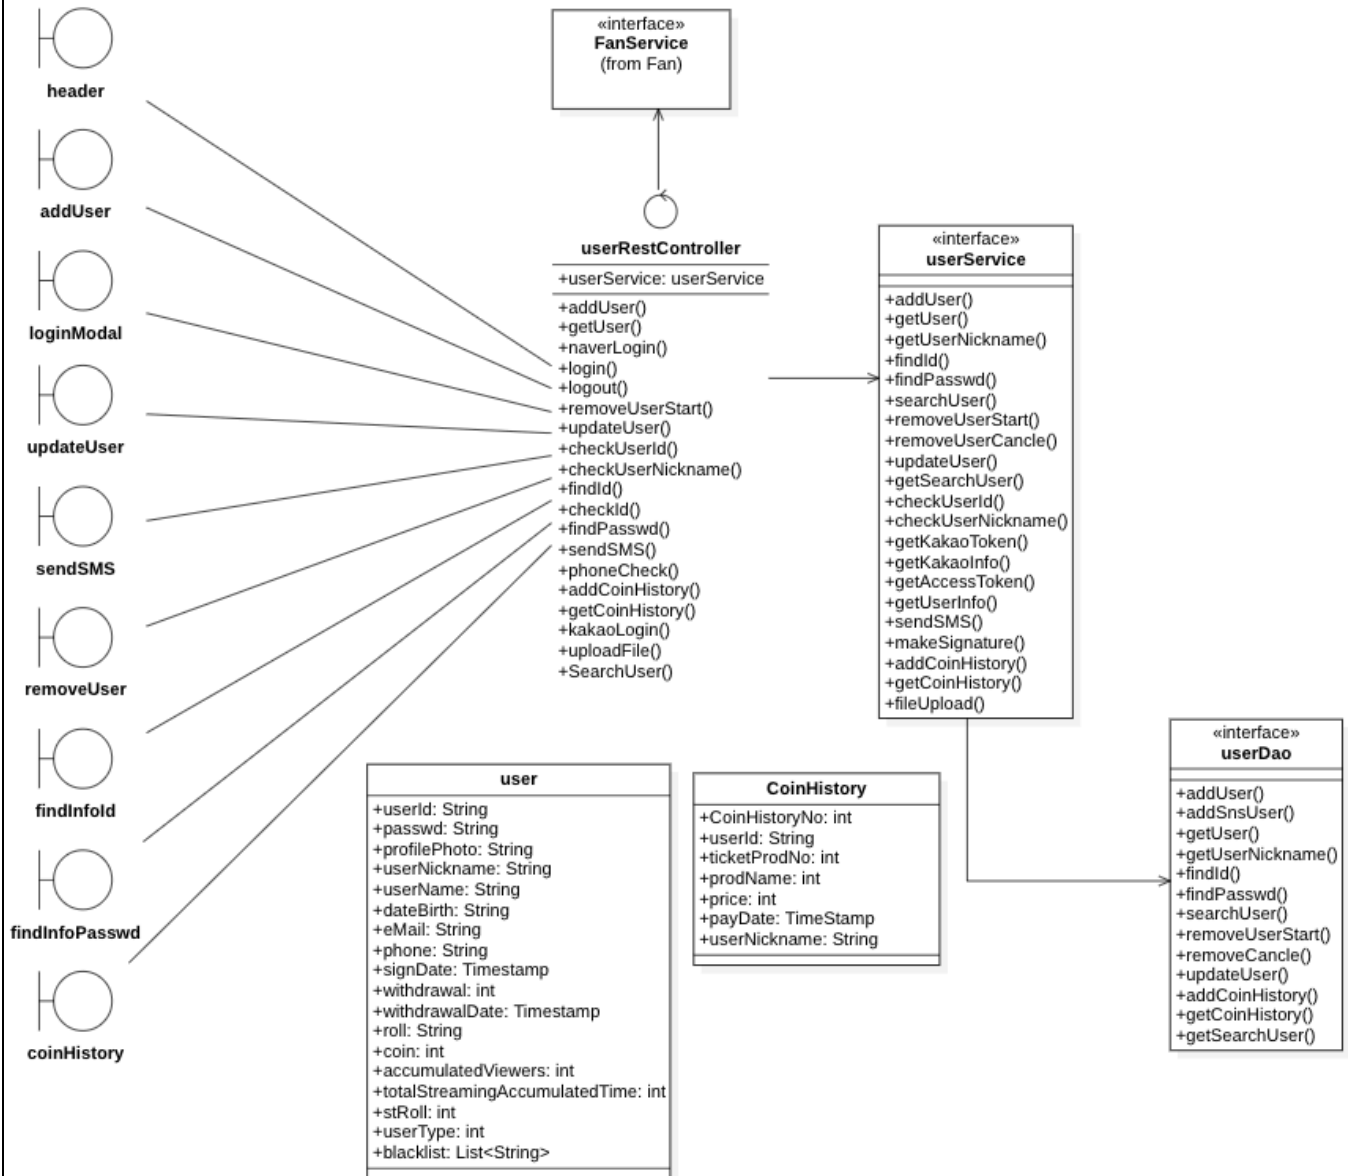 header
addUser
loginModal
updateUser
sendSMS
removeUser
findInfoId
findInfoPasswd
coinHistory
«interface»
FanService
(from Fan)
userRestController
+userService: userService
+addUser()
+getUser()
+naverLogin()
+login()
+logout()
+removeUserStart()
+updateUser()
+checkUserId()
+checkUserNickname()
+findId()
+checkId()
+findPasswd()
+sendSMS()
+phoneCheck()
+addCoinHistory()
+getCoinHistory()
+kakaoLogin()
+uploadFile()
+SearchUser()
«interface»
userService
+addUser()
+getUser()
+getUserNickname()
+findId()
+findPasswd()
+searchUser()
+removeUserStart()
+removeUserCancle()
+updateUser()
+getSearchUser()
+checkUserId()
+checkUserNickname()
+getKakaoToken()
+getKakaoInfo()
+getAccessToken()
+getUserInfo()
+sendSMS()
+makeSignature()
+addCoinHistory()
+getCoinHistory()
+fileUpload()
user
+userId: String
+passwd: String
+profilePhoto: String
+userNickname: String
+userName: String
+dateBirth: String
+eMail: String
+phone: String
+signDate: Timestamp
+withdrawal: int
+withdrawalDate: Timestamp
+roll: String
+coin: int
+accumulatedViewers: int
+totalStreamingAccumulatedTime: int
+stRoll: int
+userType: int
+blacklist: List<String>
CoinHistory
+CoinHistoryNo: int
+userId: String
+ticketProdNo: int
+prodName: int
+price: int
+payDate: TimeStamp
+userNickname: String
«interface»
userDao
+addUser()
+addSnsUser()
+getUser()
+getUserNickname()
+findId()
+findPasswd()
+searchUser()
+removeUserStart()
+removeCancle()
+updateUser()
+addCoinHistory()
+getCoinHistory()
+getSearchUser()